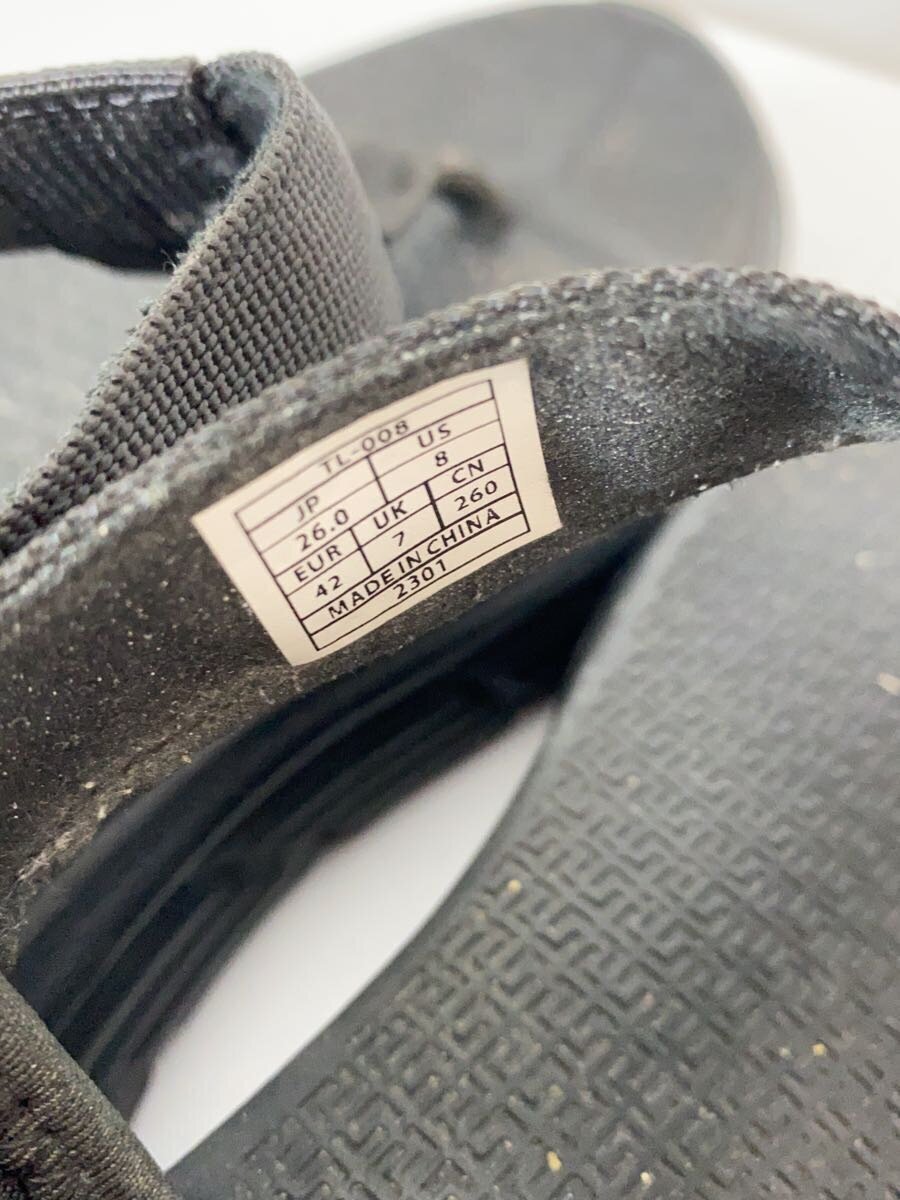 TL-008
JP US
26.0 8
EUR UK CN
42 7 260
MADE IN CHINA
2301